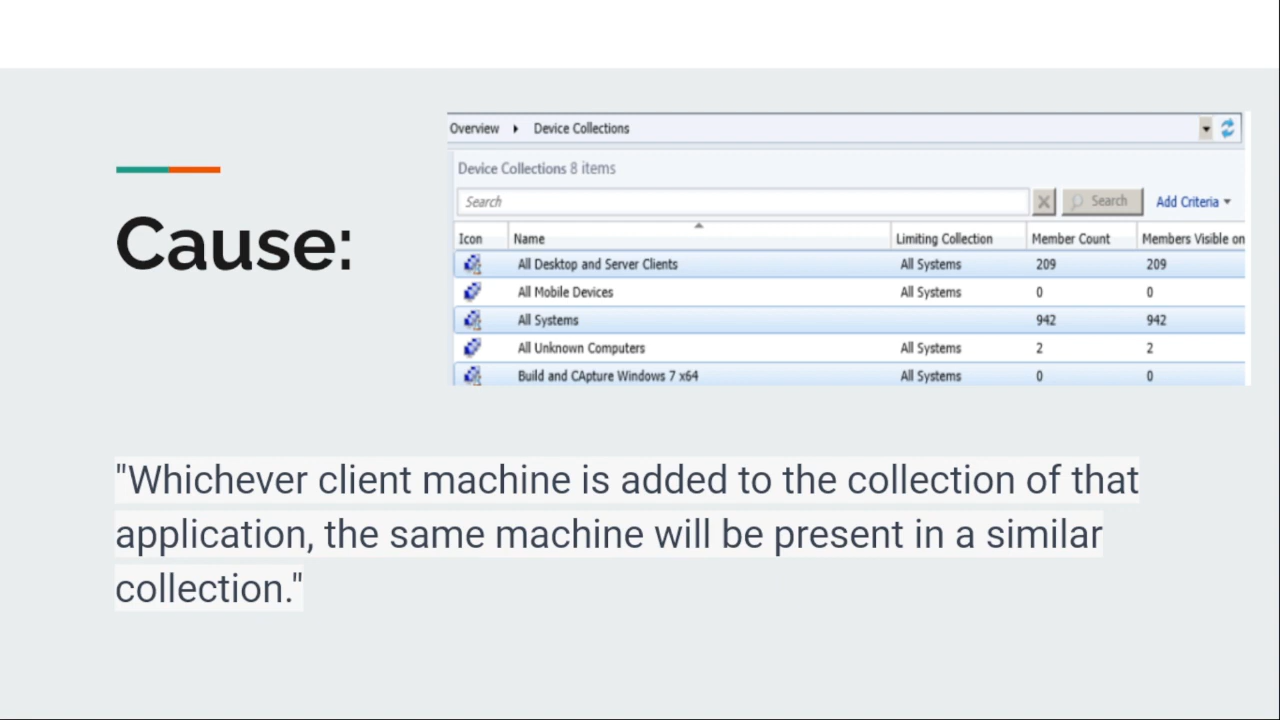 Overview ▸ Device Collections
Device Collections 8 items
Search Search Add Criteria
Icon Name Limiting Collection Member Count Members Visible on
All Desktop and Server Clients All Systems 209 209
All Mobile Devices All Systems 0 0
All Systems 942 942
All Unknown Computers All Systems 2 2
Build and CApture Windows 7 x64 All Systems 0 0
Cause:
"Whichever client machine is added to the collection of that
application, the same machine will be present in a similar
collection."